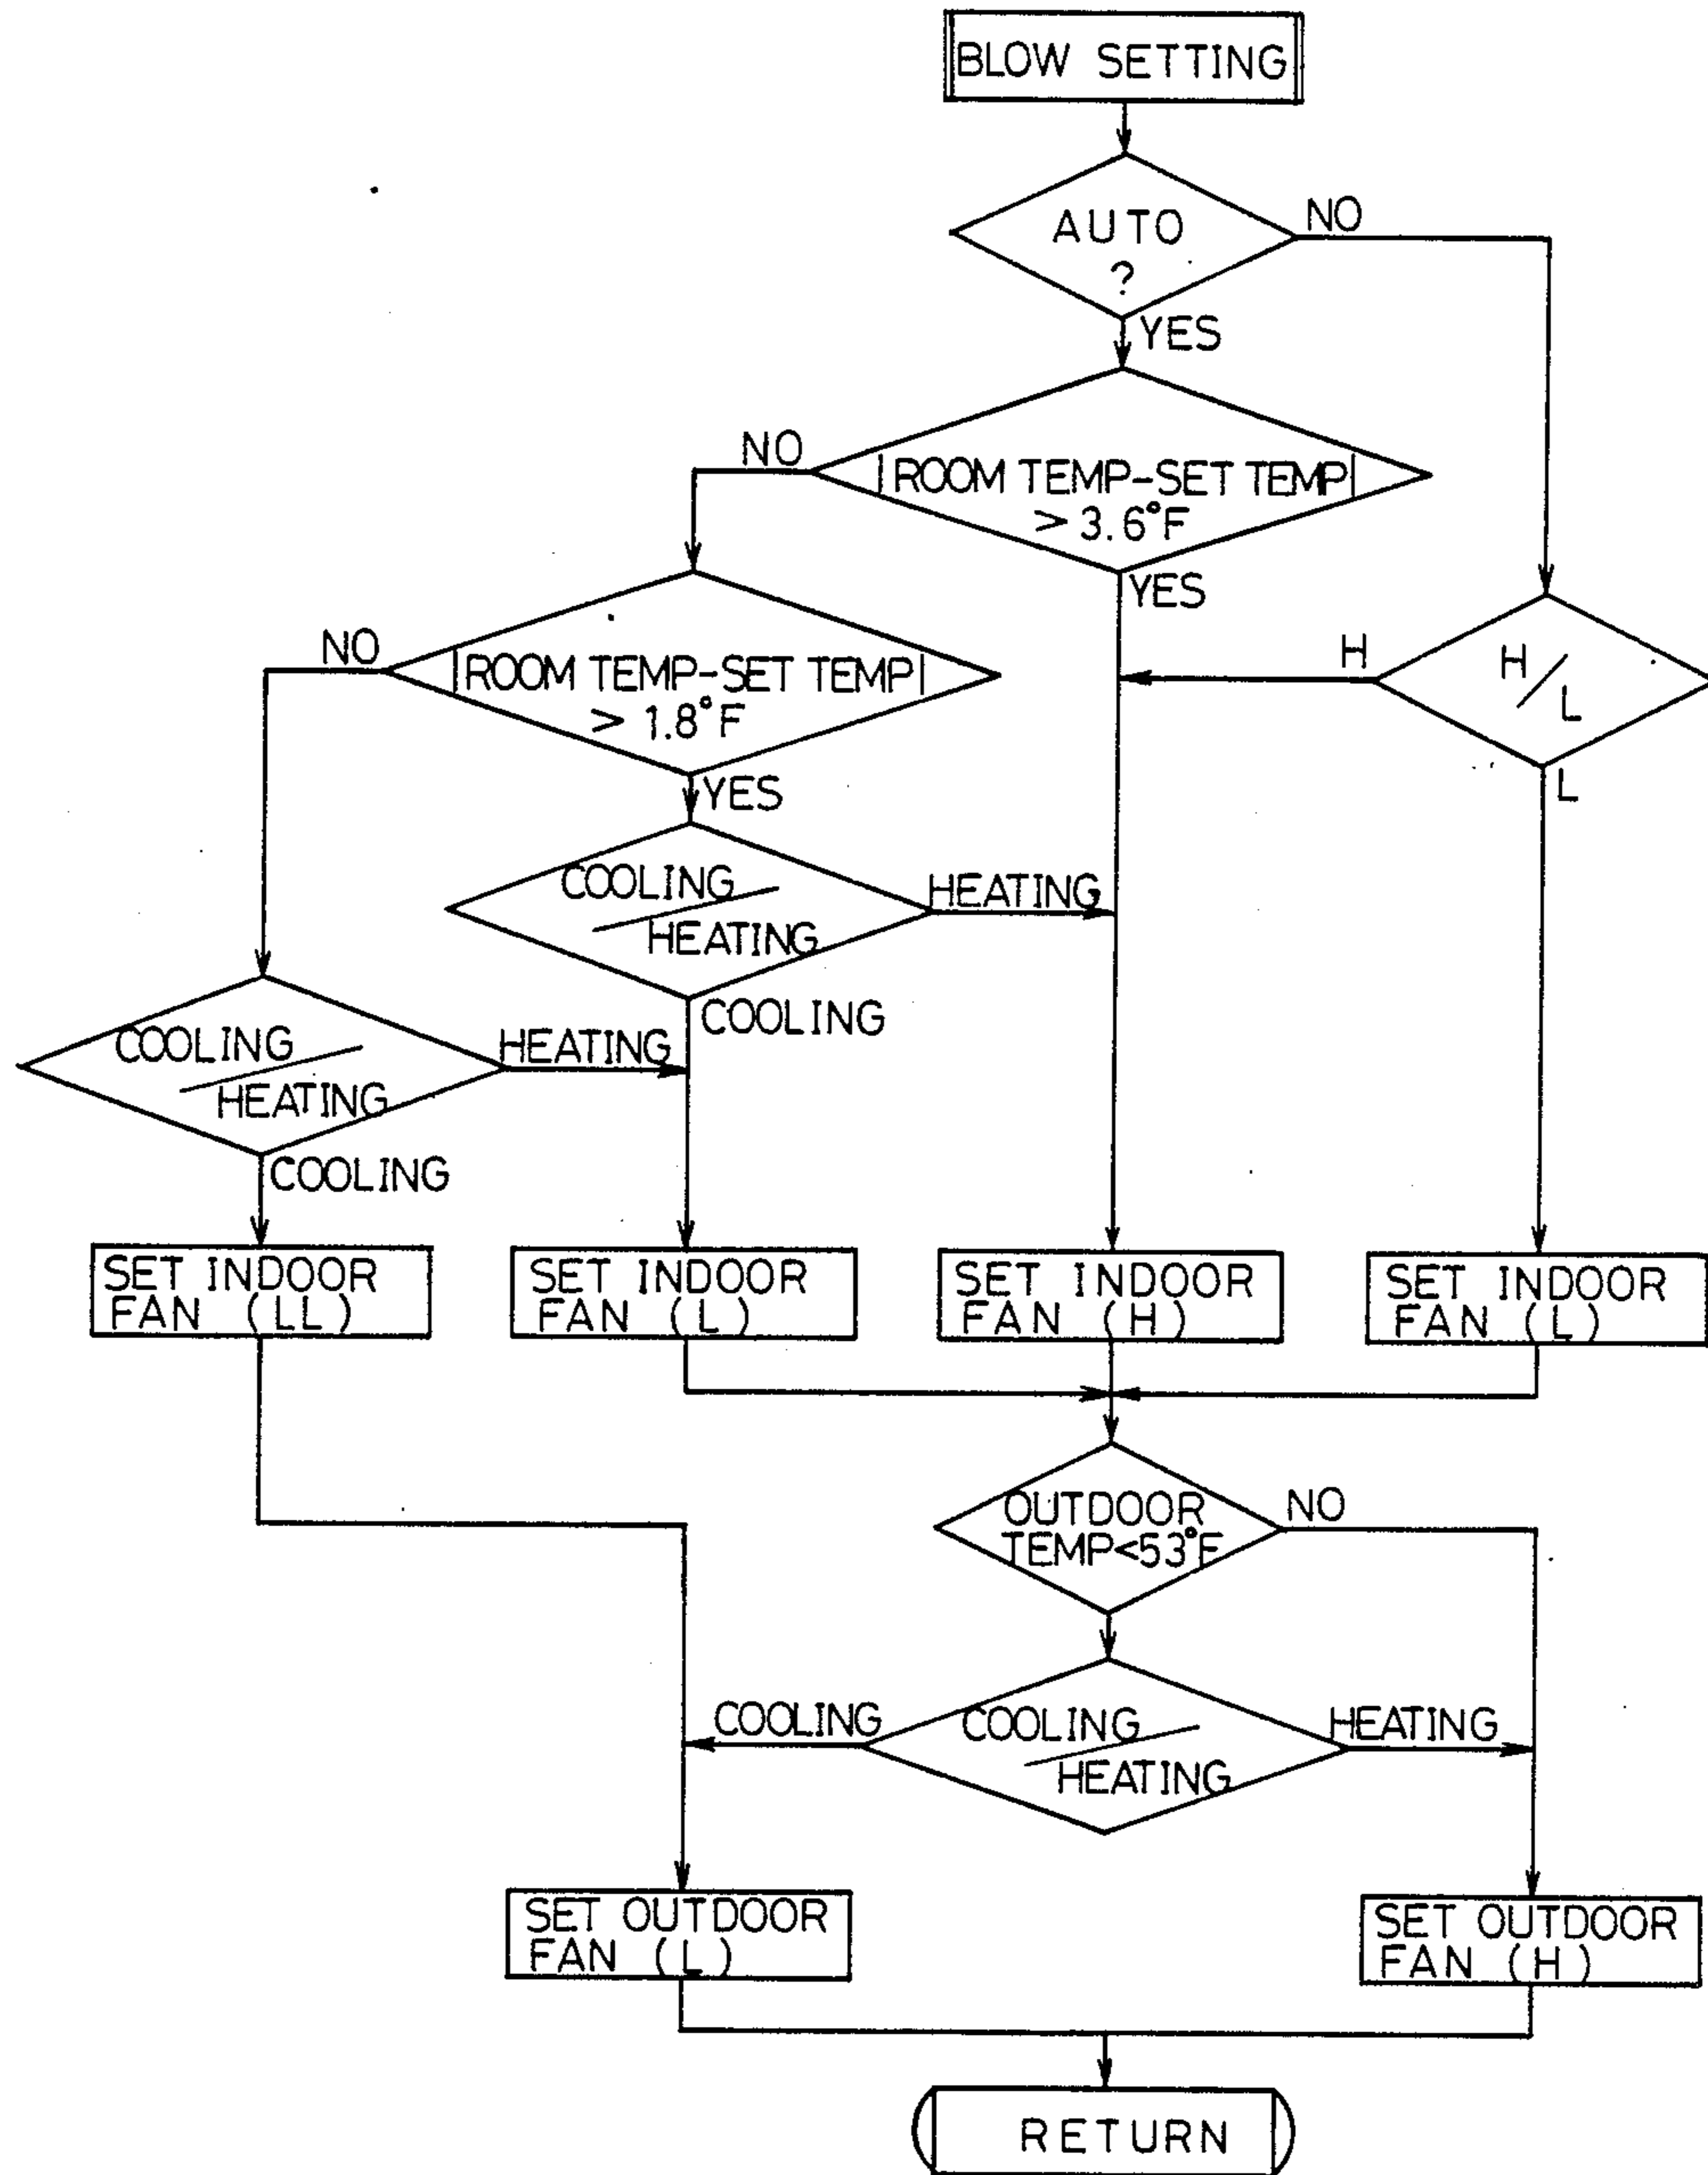 BLOW SETTING
AUTO
?
NO
YES
|ROOM TEMP-SET TEMP|
> 3.6°F
NO
YES
|ROOM TEMP-SET TEMP|
> 1.8°F
NO
YES
H/L
H
L
COOLING/HEATING
HEATING
COOLING
COOLING/HEATING
HEATING
COOLING
SET INDOOR
FAN (LL)
SET INDOOR
FAN (L)
SET INDOOR
FAN (H)
SET INDOOR
FAN (L)
OUTDOOR
TEMP<53°F
NO
COOLING/HEATING
COOLING
HEATING
SET OUTDOOR
FAN (L)
SET OUTDOOR
FAN (H)
RETURN